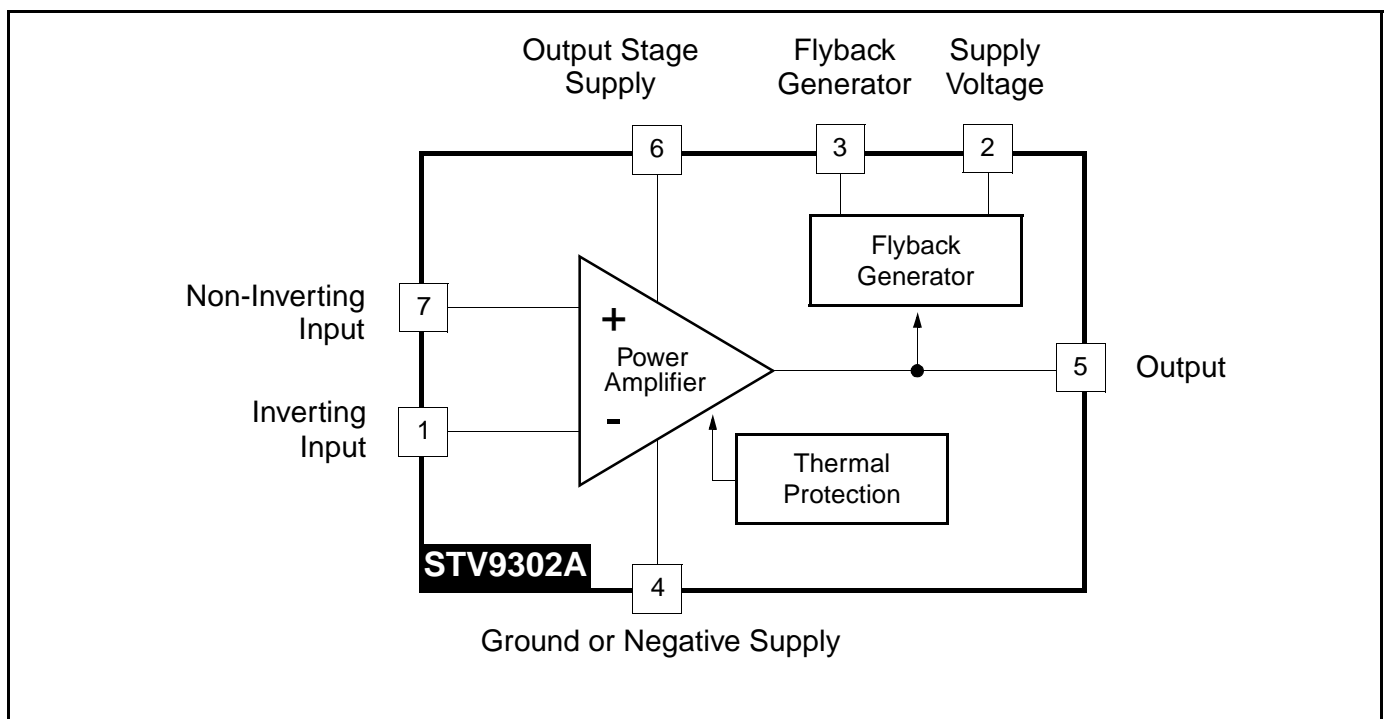 Output Stage
Supply
Flyback
Generator
Supply
Voltage
6
3
2
Flyback
Generator
Non-Inverting
Input
7
+
Power
Amplifier
5
Output
Inverting
Input
1
-
Thermal
Protection
STV9302A
4
Ground or Negative Supply